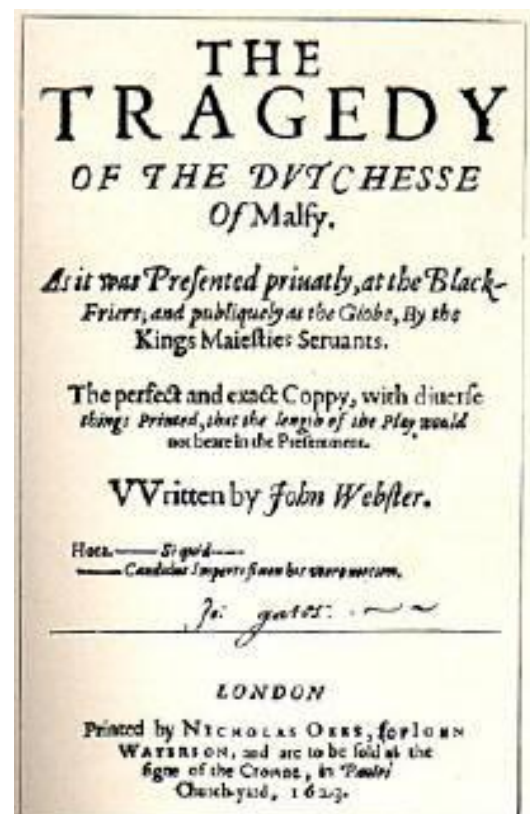 THE
TRAGEDY
OF THE DVTCHESSE
Of Malfy.
As it was Preſented priuatly, at the Black-
Friers; and publiquely at the Globe, By the
Kings Maieſties Seruants.
The perfect and exact Coppy, with diuerſe
things Printed, that the length of the Play would
not beare in the Preſentment.
VVritten by John Webſter.
Hora.—— Si quid——
—— Candidus Imperti ſi non his utere mecum.
Jo:
LONDON
Printed by NICHOLAS OKES, for IOHN
WATERSON, and are to be ſold at the
ſigne of the Crowne, in Paules
Church-yard, 1623.